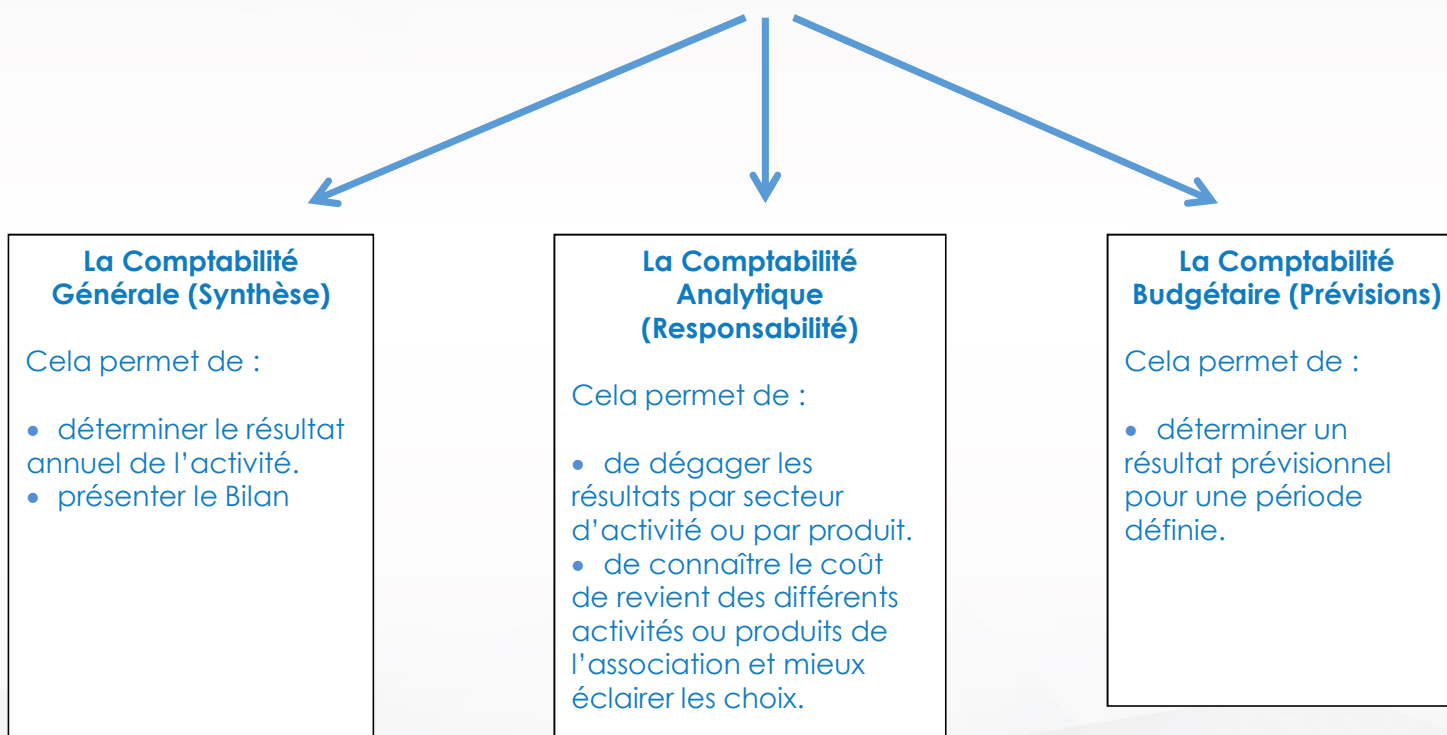 La Comptabilité
Générale (Synthèse)
Cela permet de :
• déterminer le résultat
annuel de l’activité.
• présenter le Bilan
La Comptabilité
Analytique
(Responsabilité)
Cela permet de :
• de dégager les
résultats par secteur
d’activité ou par produit.
• de connaître le coût
de revient des différents
activités ou produits de
l’association et mieux
éclairer les choix.
La Comptabilité
Budgétaire (Prévisions)
Cela permet de :
• déterminer un
résultat prévisionnel
pour une période
définie.